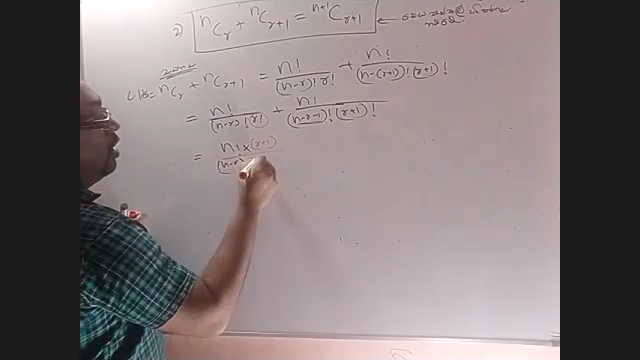 2) nCr + nCr+1 = n+1Cr+1 ←
LHS = nCr + nCr+1 = n!/((n-r)! r!) + n!/((n-(r+1))! (r+1)!)
= n!/((n-r)! r!) + n!/((n-r-1)! (r+1)!)
= n! × (r+1)/(n-r)!